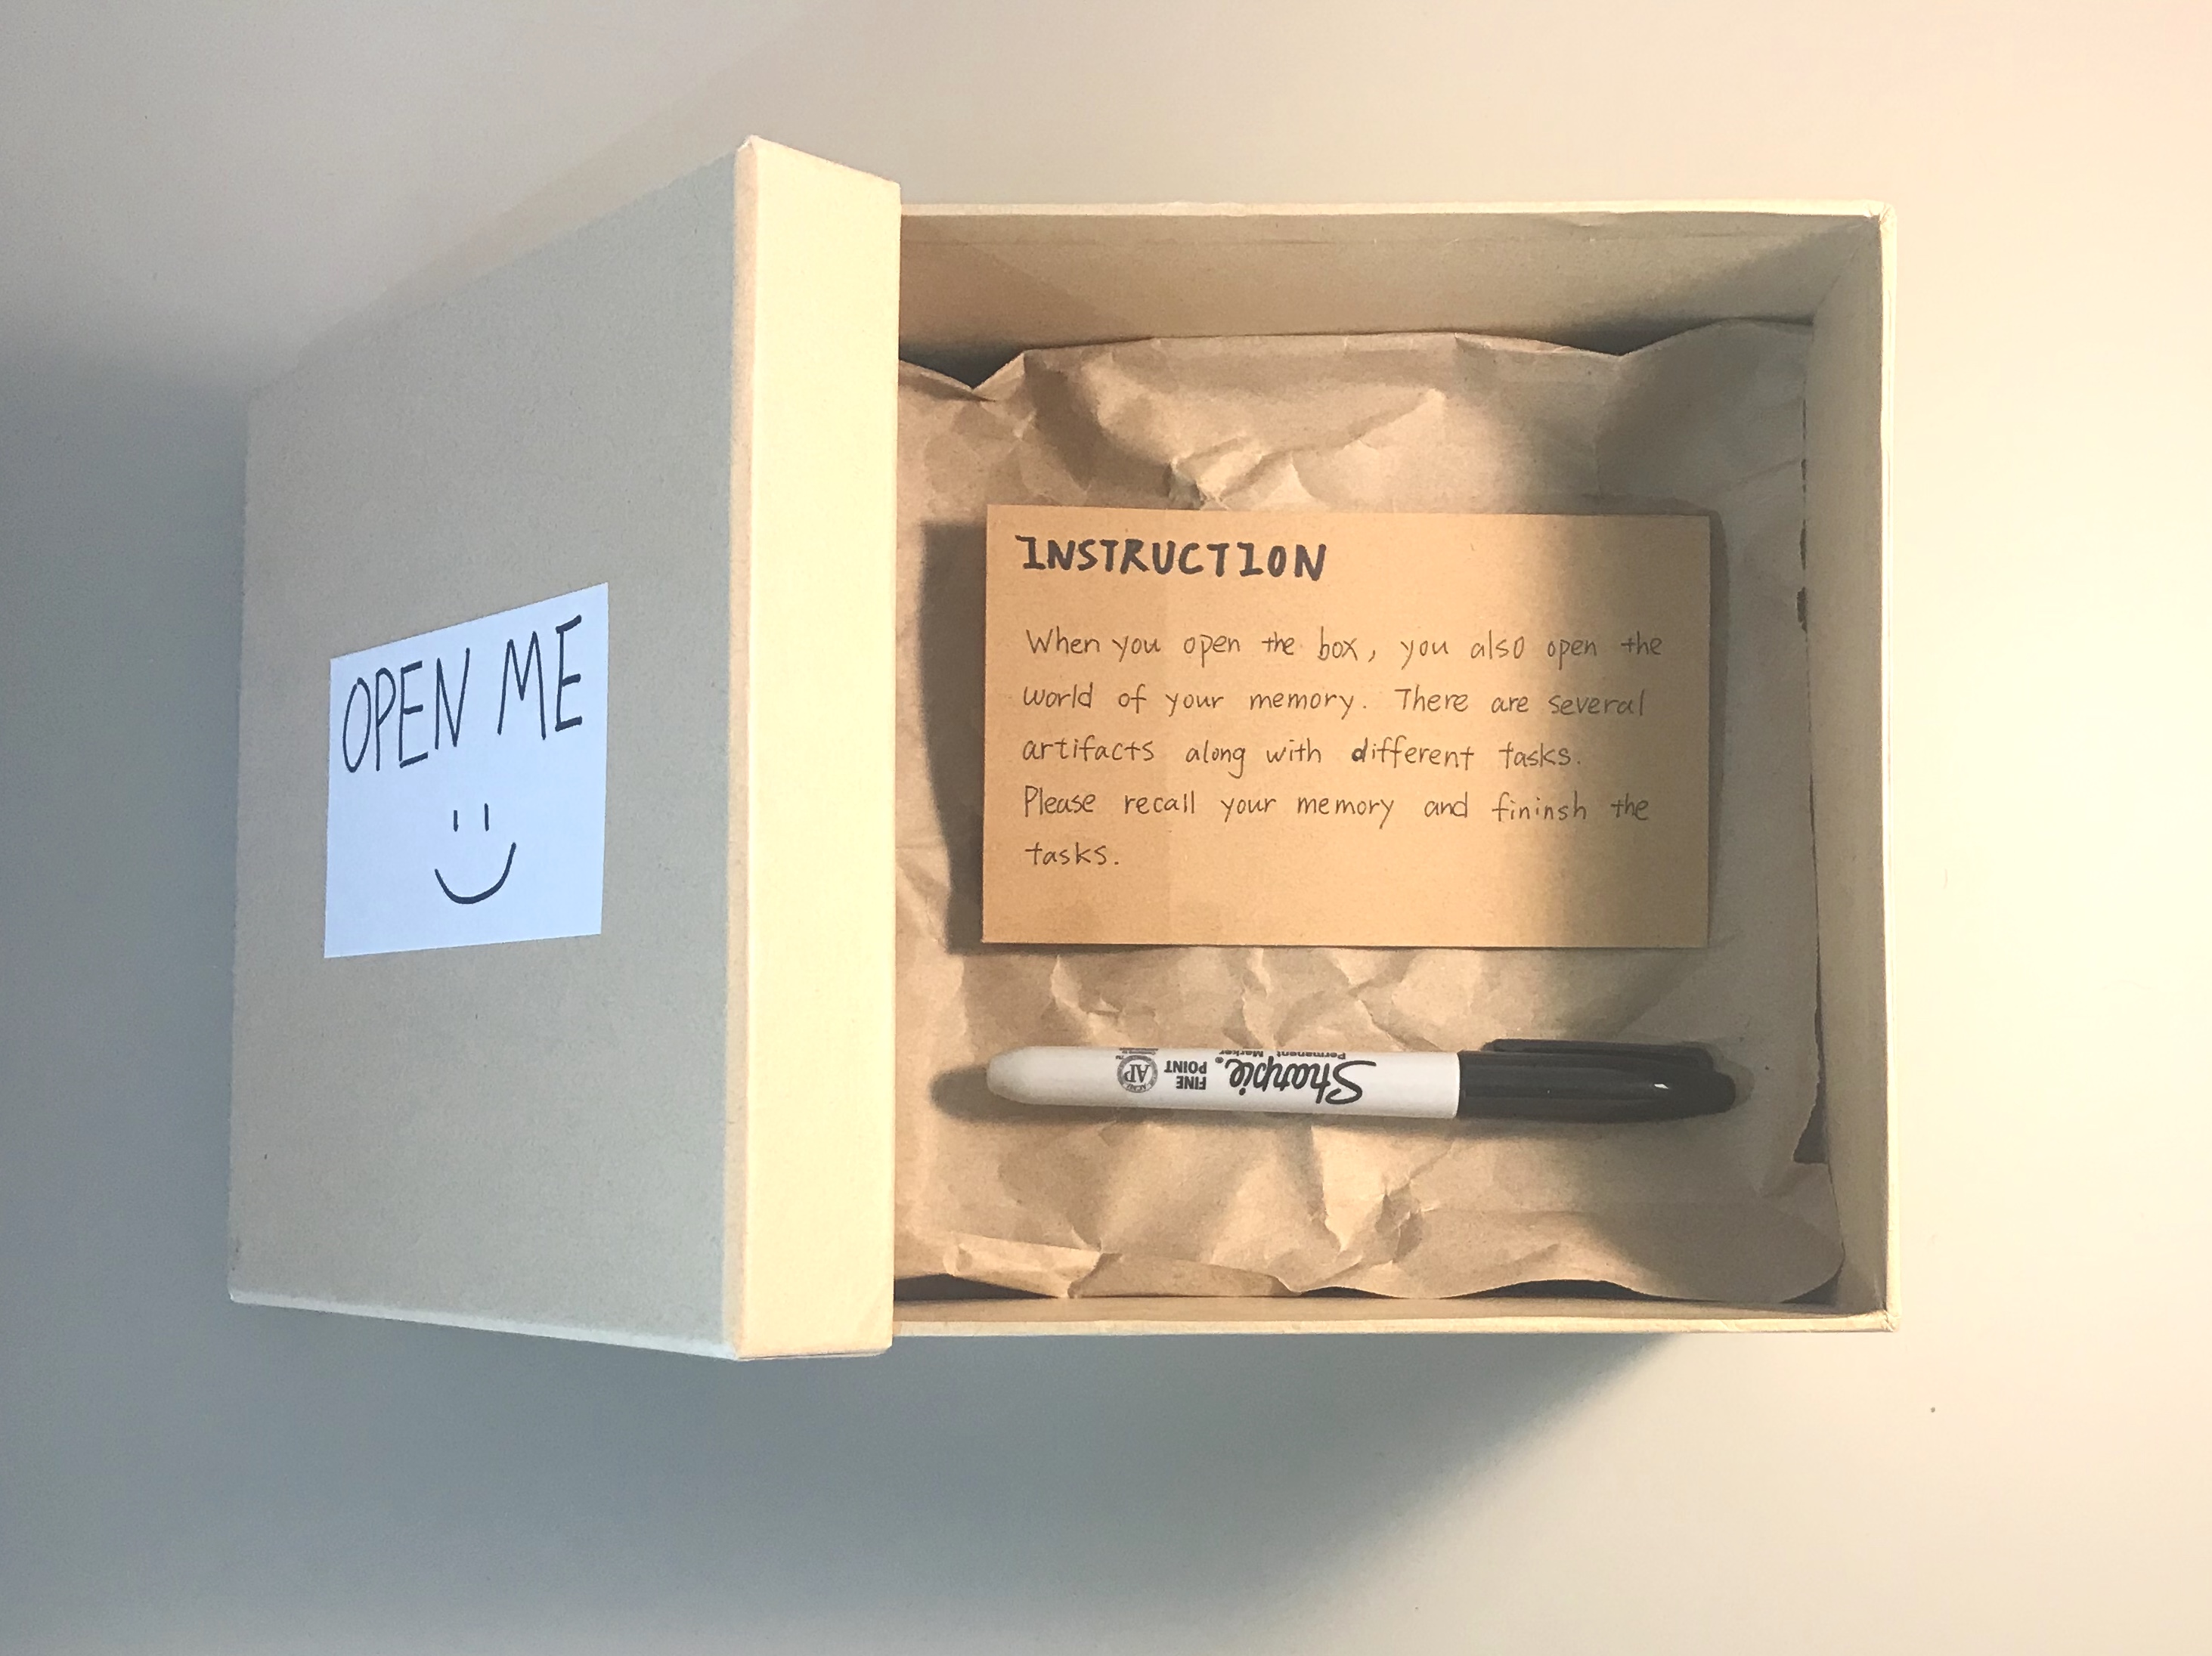 OPEN ME
INSTRUCTION
When you open the box, you also open the
world of your memory. There are several
artifacts along with different tasks.
Please recall your memory and fininsh the
tasks.
Sharpie.
Permanent Marker
FINE
POINT
AP